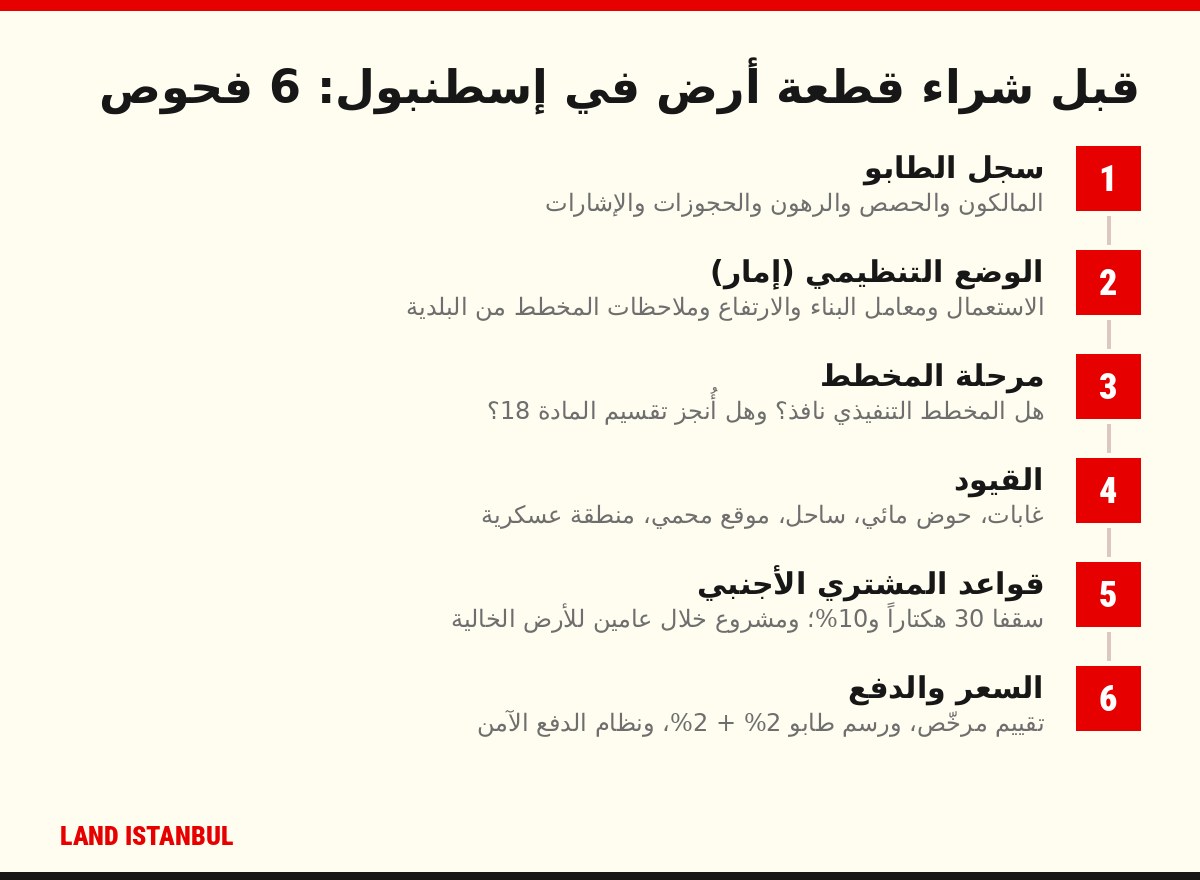 قبل شراء قطعة أرض في إسطنبول: 6 فحوص
1
سجل الطابو
المالكون والحصص والرهون والحجوزات والإشارات
2
الوضع التنظيمي (إمار)
الاستعمال ومعامل البناء والارتفاع وملاحظات المخطط من البلدية
3
مرحلة المخطط
هل المخطط التنفيذي نافذ؟ وهل أُنجز تقسيم المادة 18؟
4
القيود
غابات، حوض مائي، ساحل، موقع محمي، منطقة عسكرية
5
قواعد المشتري الأجنبي
سقفا 30 هكتاراً و10%؛ ومشروع خلال عامين للأرض الخالية
6
السعر والدفع
تقييم مرخّص، ورسم طابو 2% + 2%، ونظام الدفع الآمن
LAND ISTANBUL